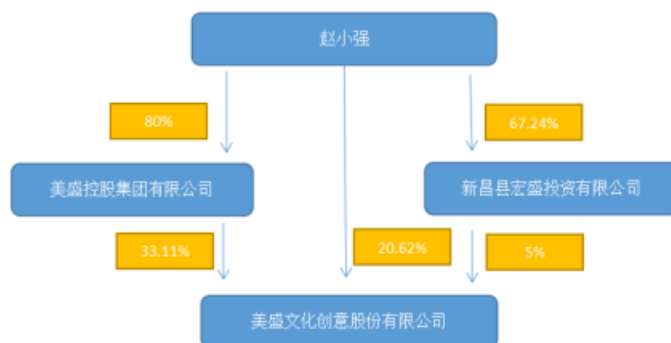 赵小强
80%
67.24%
美盛控股集团有限公司
新昌县宏盛投资有限公司
33.11%
20.62%
5%
美盛文化创意股份有限公司